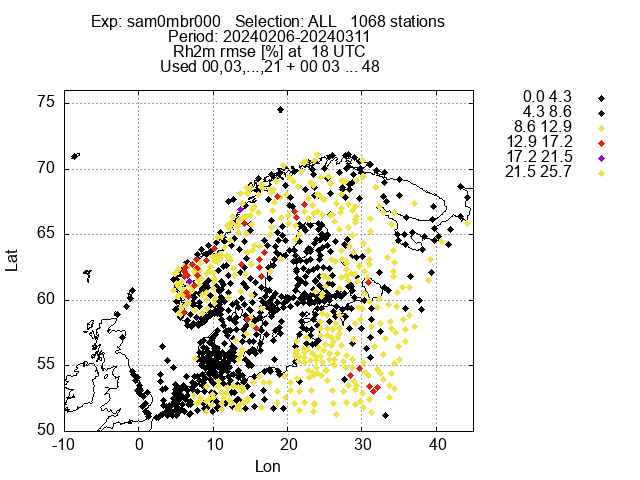 Exp: sam0mbr000   Selection: ALL   1068 stations
Period: 20240206-20240311
Rh2m rmse [%] at  18 UTC
Used 00,03,...,21 + 00 03 ... 48
0.0 4.3
4.3 8.6
8.6 12.9
12.9 17.2
17.2 21.5
21.5 25.7
75
70
65
60
55
50
Lat
-10 0 10 20 30 40
Lon